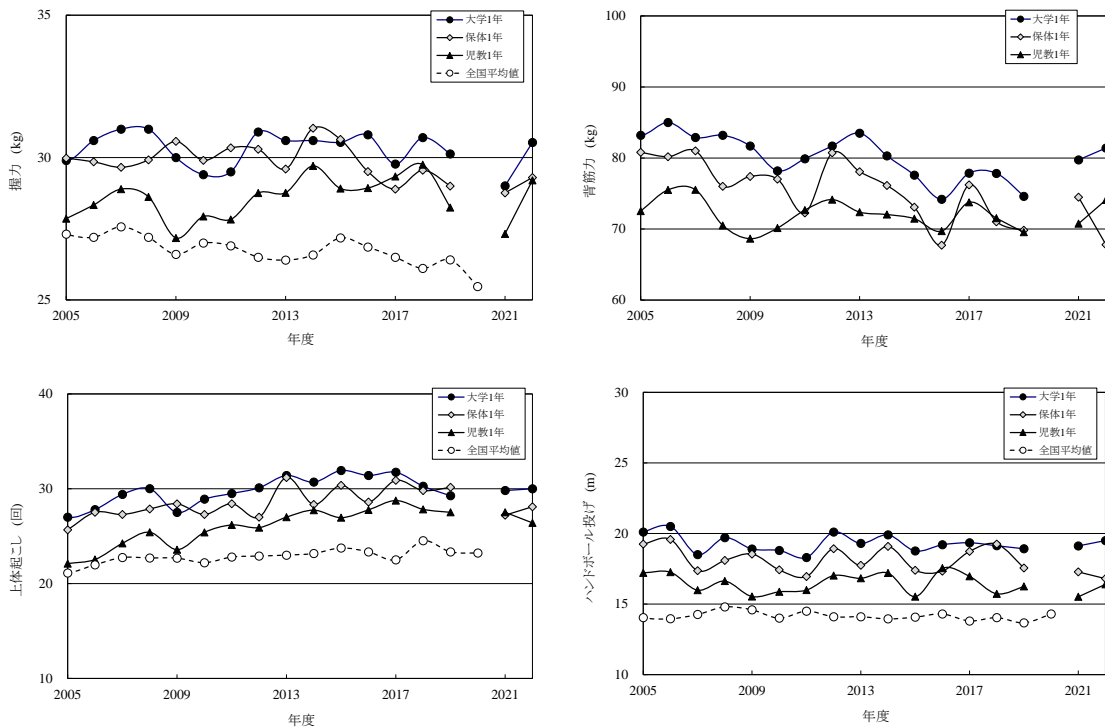 35
30
25
握力 (kg)
2005 2009 2013 2017 2021
年度
大学1年
保体1年
児教1年
全国平均値
100
90
80
70
60
背筋力 (kg)
2005 2009 2013 2017 2021
年度
大学1年
保体1年
児教1年
40
30
20
10
上体起こし (回)
2005 2009 2013 2017 2021
年度
大学1年
保体1年
児教1年
全国平均値
30
25
20
15
10
ハンドボール投げ (m)
2005 2009 2013 2017 2021
年度
大学1年
保体1年
児教1年
全国平均値